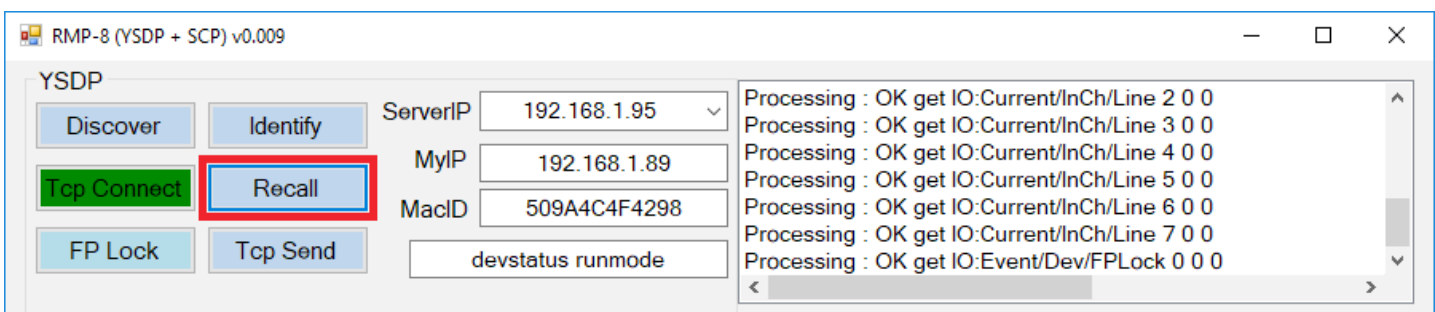 RMP-8 (YSDP + SCP) v0.009
YSDP
Discover
Identify
ServerIP
192.168.1.95
MyIP
192.168.1.89
Tcp Connect
Recall
MacID
509A4C4F4298
FP Lock
Tcp Send
devstatus runmode
Processing : OK get IO:Current/InCh/Line 2 0 0
Processing : OK get IO:Current/InCh/Line 3 0 0
Processing : OK get IO:Current/InCh/Line 4 0 0
Processing : OK get IO:Current/InCh/Line 5 0 0
Processing : OK get IO:Current/InCh/Line 6 0 0
Processing : OK get IO:Current/InCh/Line 7 0 0
Processing : OK get IO:Event/Dev/FPLock 0 0 0